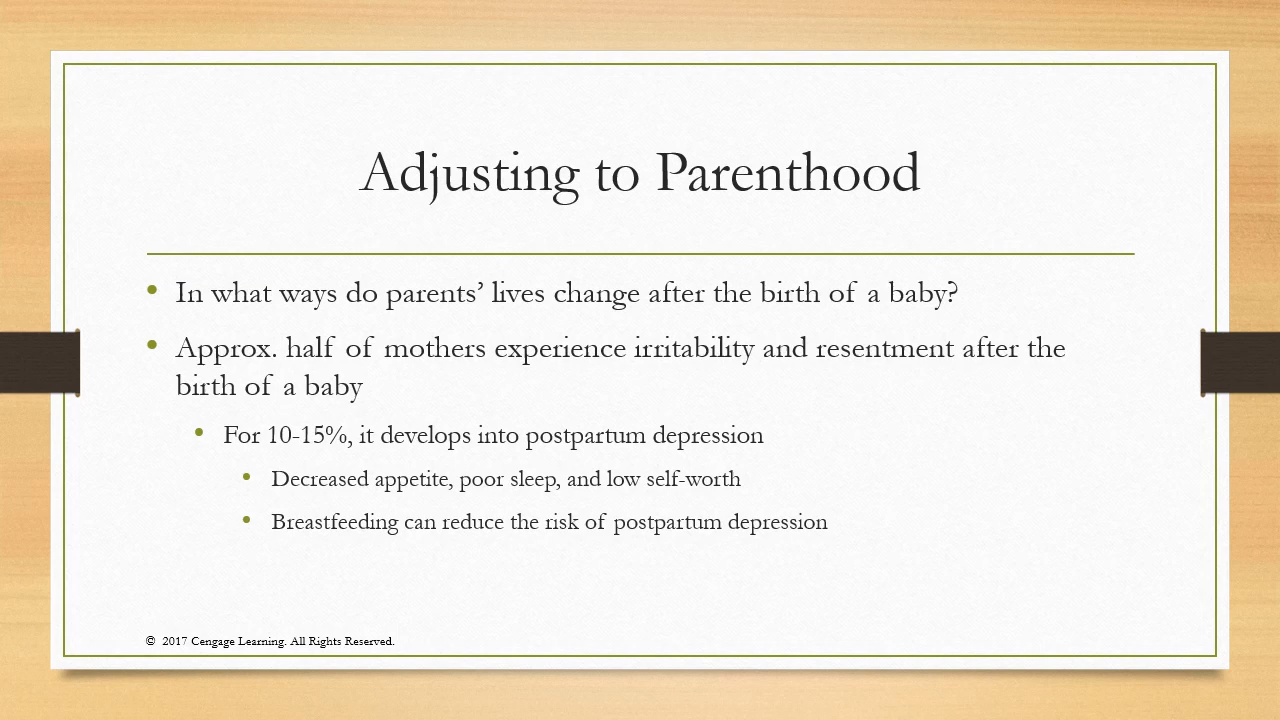 Adjusting to Parenthood
• In what ways do parents’ lives change after the birth of a baby?
• Approx. half of mothers experience irritability and resentment after the
birth of a baby
• For 10-15%, it develops into postpartum depression
• Decreased appetite, poor sleep, and low self-worth
• Breastfeeding can reduce the risk of postpartum depression
© 2017 Cengage Learning. All Rights Reserved.